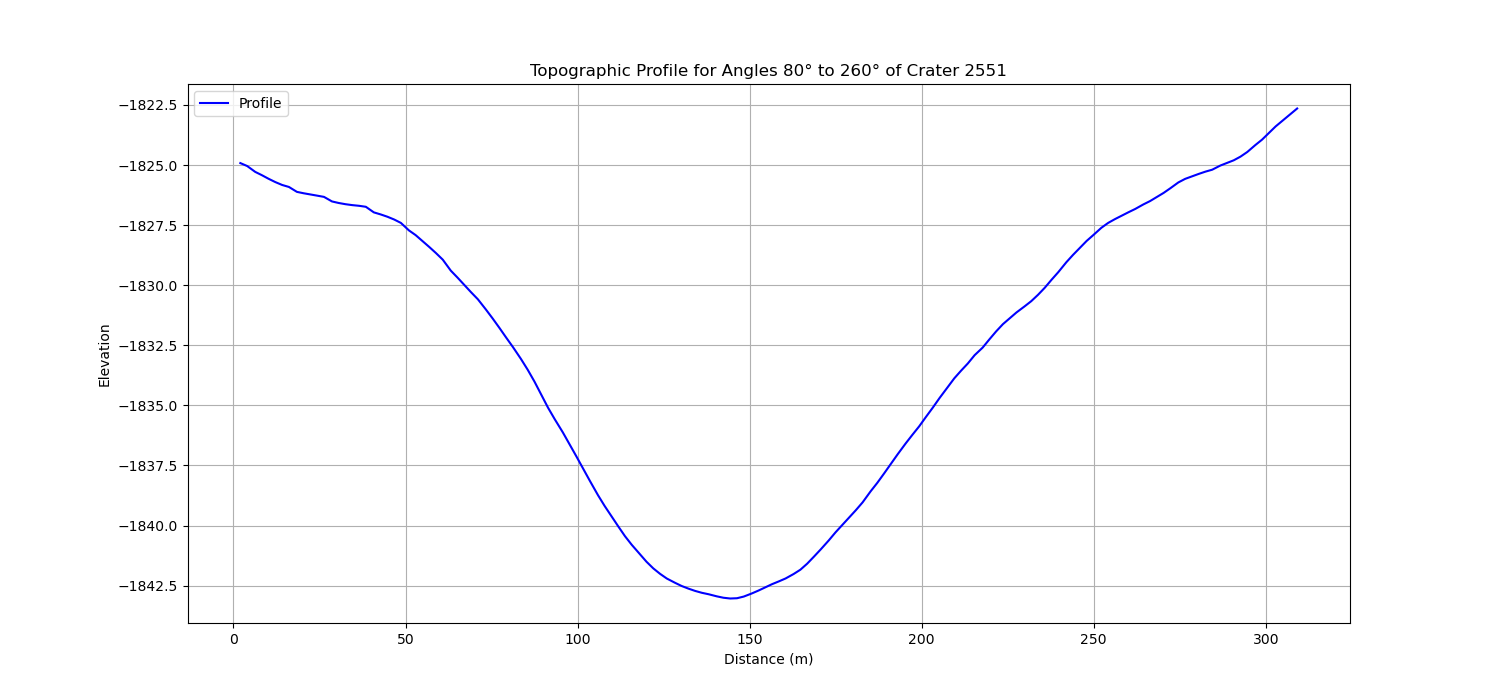 Topographic Profile for Angles 80° to 260° of Crater 2551
Profile
−1822.5
−1825.0
−1827.5
−1830.0
−1832.5
−1835.0
−1837.5
−1840.0
−1842.5
Elevation
0 50 100 150 200 250 300
Distance (m)